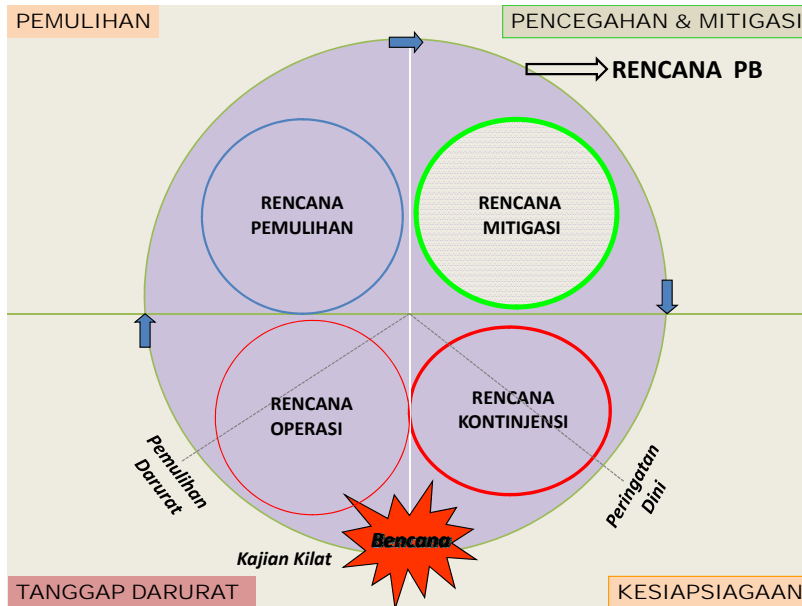 PEMULIHAN
PENCEGAHAN & MITIGASI
RENCANA PB
RENCANA
PEMULIHAN
RENCANA
MITIGASI
RENCANA
OPERASI
RENCANA
KONTINJENSI
Pemulihan
Darurat
Peringatan
Dini
Bencana
Kajian Kilat
TANGGAP DARURAT
KESIAPSIAGAAN